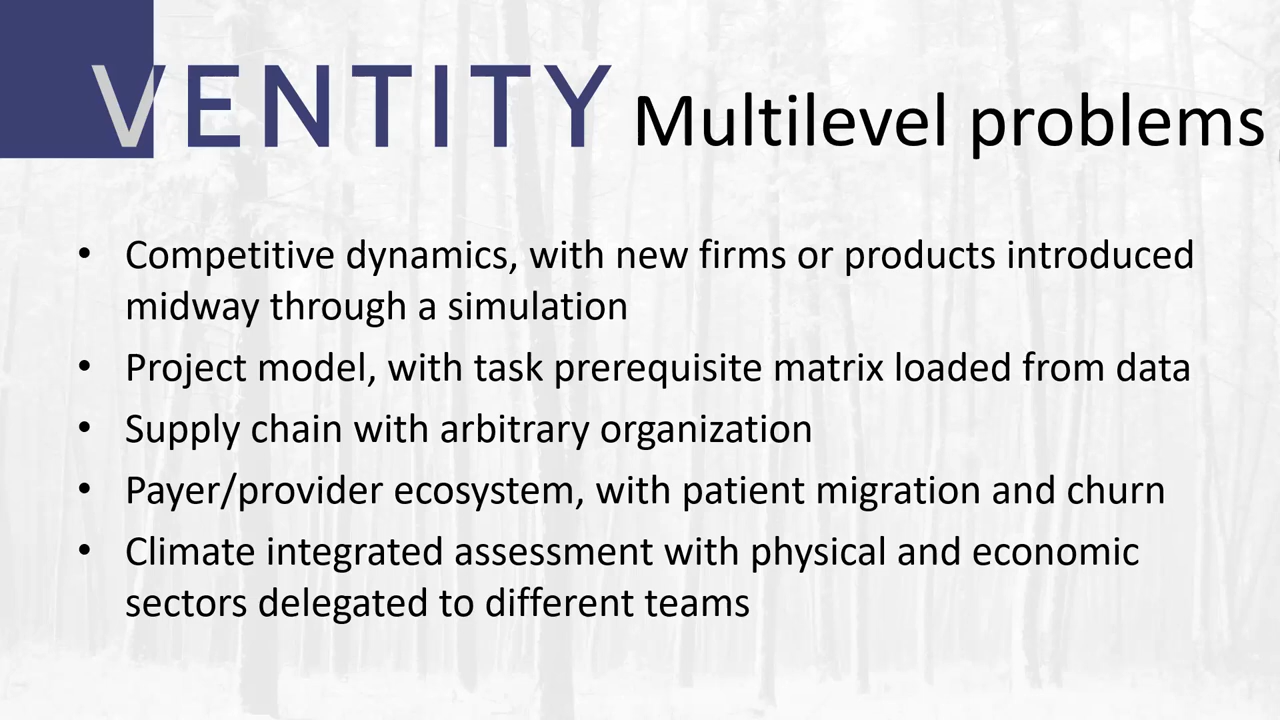 VENTITY Multilevel problems
• Competitive dynamics, with new firms or products introduced
midway through a simulation
• Project model, with task prerequisite matrix loaded from data
• Supply chain with arbitrary organization
• Payer/provider ecosystem, with patient migration and churn
• Climate integrated assessment with physical and economic
sectors delegated to different teams